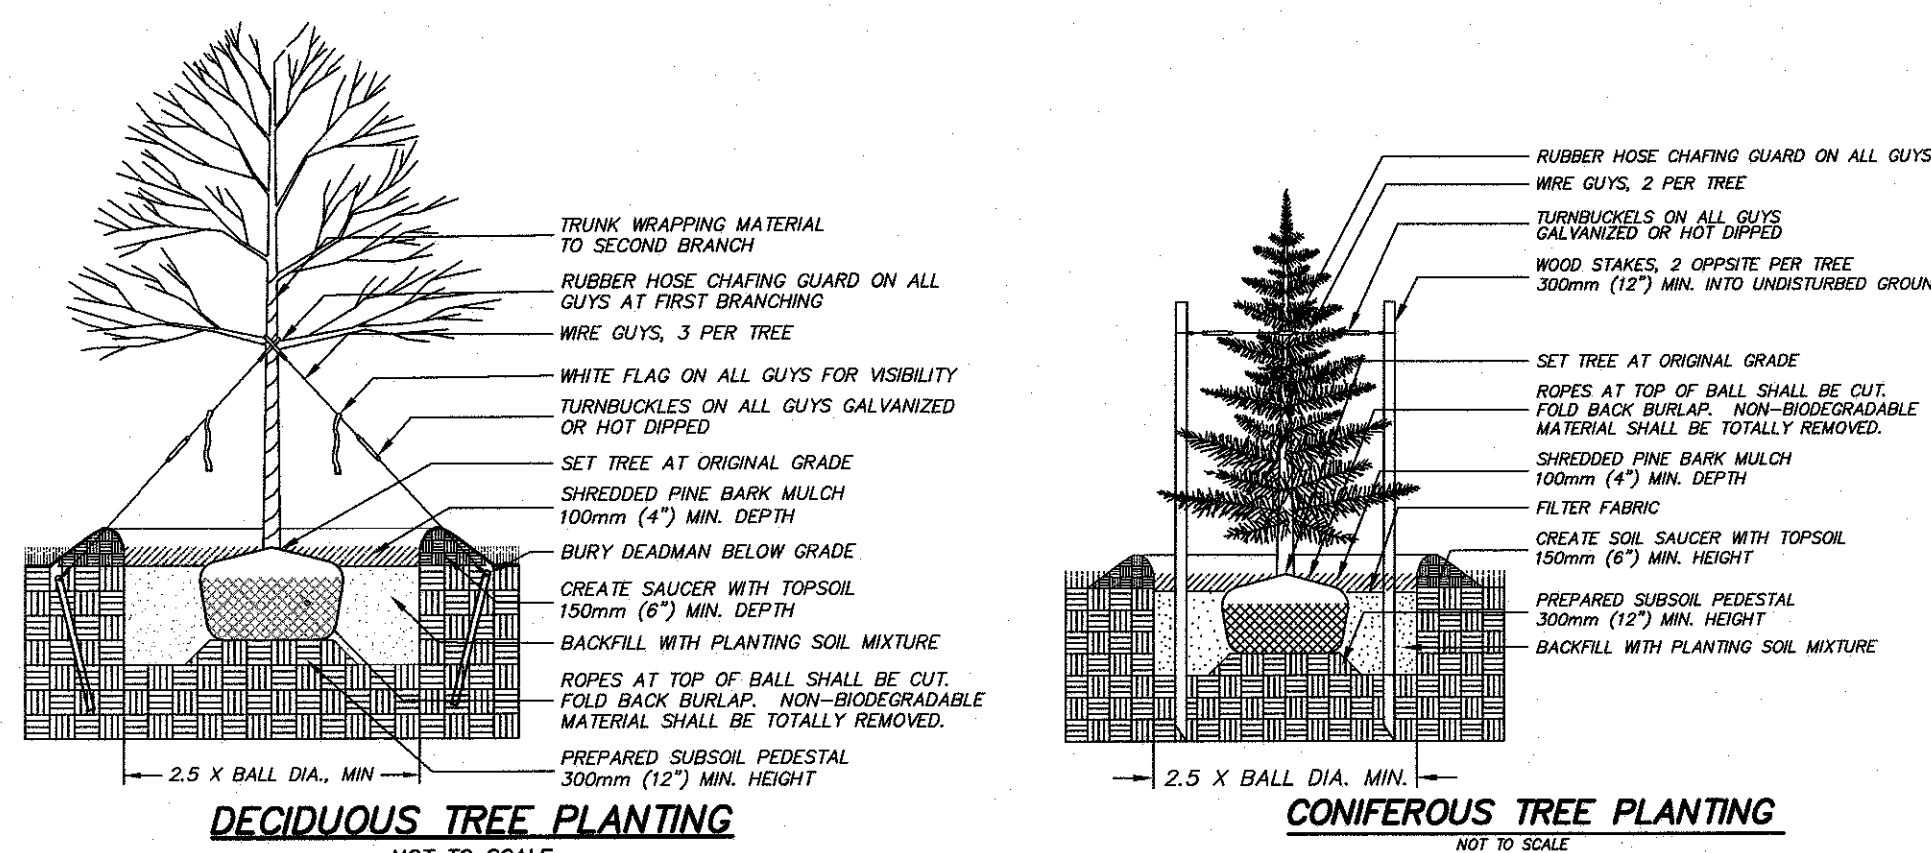 TRUNK WRAPPING MATERIAL
TO SECOND BRANCH
RUBBER HOSE CHAFING GUARD ON ALL
GUYS AT FIRST BRANCHING
WIRE GUYS, 3 PER TREE
WHITE FLAG ON ALL GUYS FOR VISIBILITY
TURNBUCKLES ON ALL GUYS GALVANIZED
OR HOT DIPPED
SET TREE AT ORIGINAL GRADE
SHREDDED PINE BARK MULCH
100mm (4") MIN. DEPTH
BURY DEADMAN BELOW GRADE
CREATE SAUCER WITH TOPSOIL
150mm (6") MIN. DEPTH
BACKFILL WITH PLANTING SOIL MIXTURE
ROPES AT TOP OF BALL SHALL BE CUT.
FOLD BACK BURLAP. NON-BIODEGRADABLE
MATERIAL SHALL BE TOTALLY REMOVED.
PREPARED SUBSOIL PEDESTAL
300mm (12") MIN. HEIGHT
2.5 X BALL DIA., MIN
DECIDUOUS TREE PLANTING
NOT TO SCALE
RUBBER HOSE CHAFING GUARD ON ALL GUYS
WIRE GUYS, 2 PER TREE
TURNBUCKELS ON ALL GUYS
GALVANIZED OR HOT DIPPED
WOOD STAKES, 2 OPPSITE PER TREE
300mm (12") MIN. INTO UNDISTURBED GROUN
SET TREE AT ORIGINAL GRADE
ROPES AT TOP OF BALL SHALL BE CUT.
FOLD BACK BURLAP. NON-BIODEGRADABLE
MATERIAL SHALL BE TOTALLY REMOVED.
SHREDDED PINE BARK MULCH
100mm (4") MIN. DEPTH
FILTER FABRIC
CREATE SOIL SAUCER WITH TOPSOIL
150mm (6") MIN. HEIGHT
PREPARED SUBSOIL PEDESTAL
300mm (12") MIN. HEIGHT
BACKFILL WITH PLANTING SOIL MIXTURE
2.5 X BALL DIA. MIN.
CONIFEROUS TREE PLANTING
NOT TO SCALE